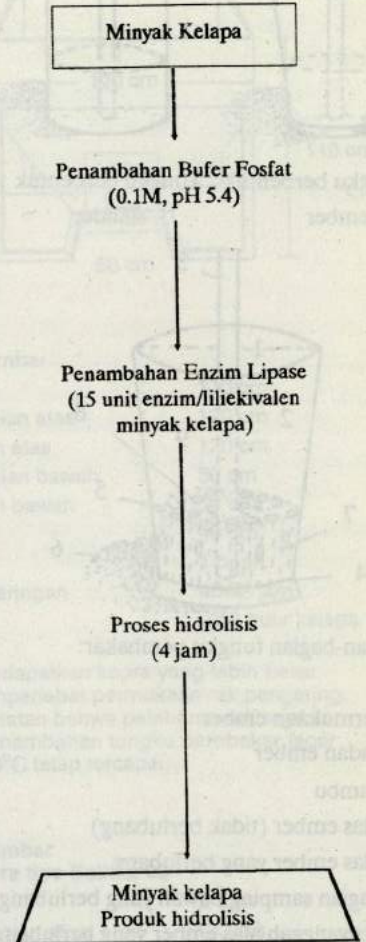 Minyak Kelapa
Penambahan Bufer Fosfat
(0.1M, pH 5.4)
Penambahan Enzim Lipase
(15 unit enzim/liliekivalen
minyak kelapa)
Proses hidrolisis
(4 jam)
Minyak kelapa
Produk hidrolisis